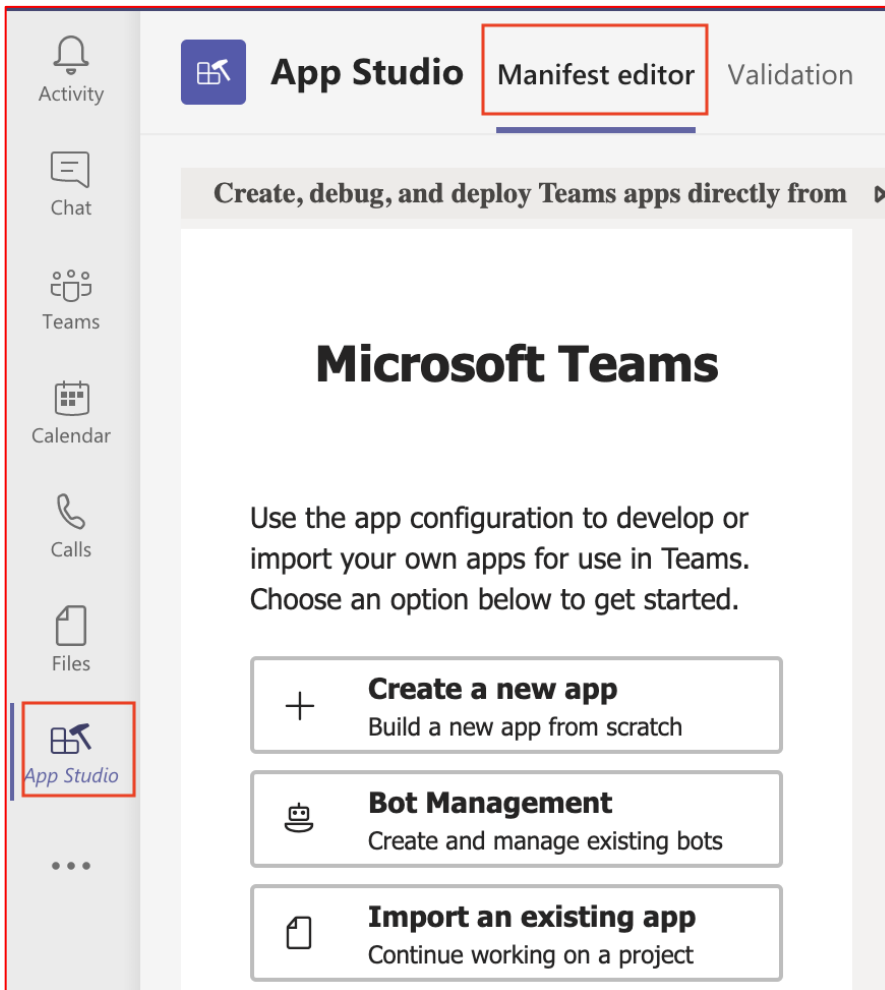 Activity
Chat
Teams
Calendar
Calls
Files
App Studio
App Studio Manifest editor Validation
Create, debug, and deploy Teams apps directly from
Microsoft Teams
Use the app configuration to develop or
import your own apps for use in Teams.
Choose an option below to get started.
Create a new app
Build a new app from scratch
Bot Management
Create and manage existing bots
Import an existing app
Continue working on a project